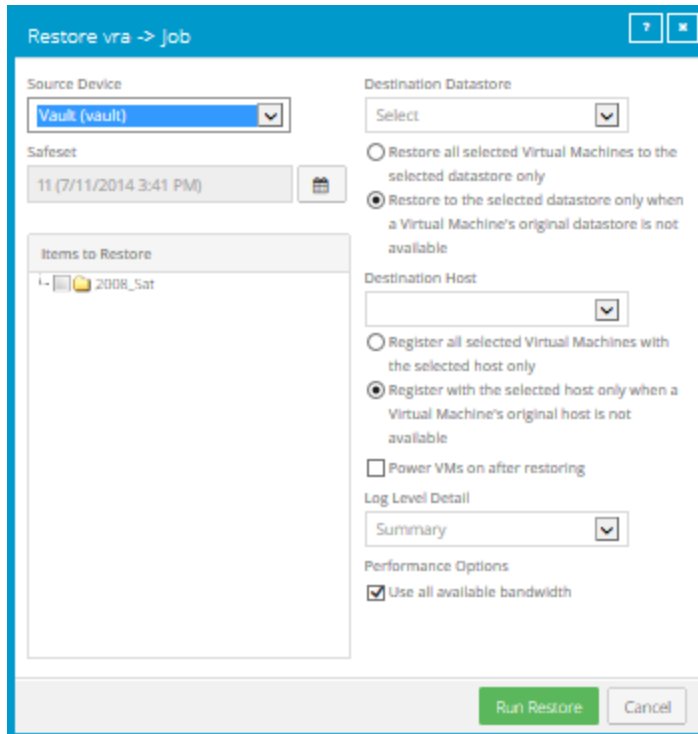 Restore vra -> Job
?
Source Device
Vault (vault)
Safeset
11 (7/11/2014 3:41 PM)
Items to Restore
2008_Sat
Destination Datastore
Select
Restore all selected Virtual Machines to the
selected datastore only
Restore to the selected datastore only when
a Virtual Machine's original datastore is not
available
Destination Host
Register all selected Virtual Machines with
the selected host only
Register with the selected host only when a
Virtual Machine's original host is not
available
Power VMs on after restoring
Log Level Detail
Summary
Performance Options
Use all available bandwidth
Run Restore
Cancel